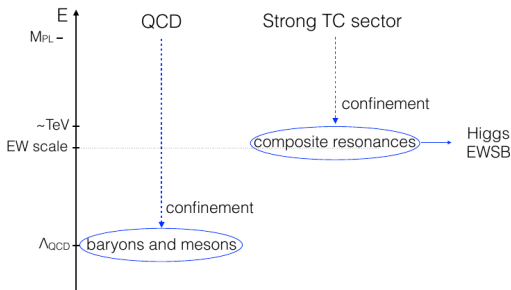 E
QCD
Strong TC sector
MPL
confinement
~TeV
EW scale
composite resonances
Higgs
EWSB
confinement
ΛQCD
baryons and mesons